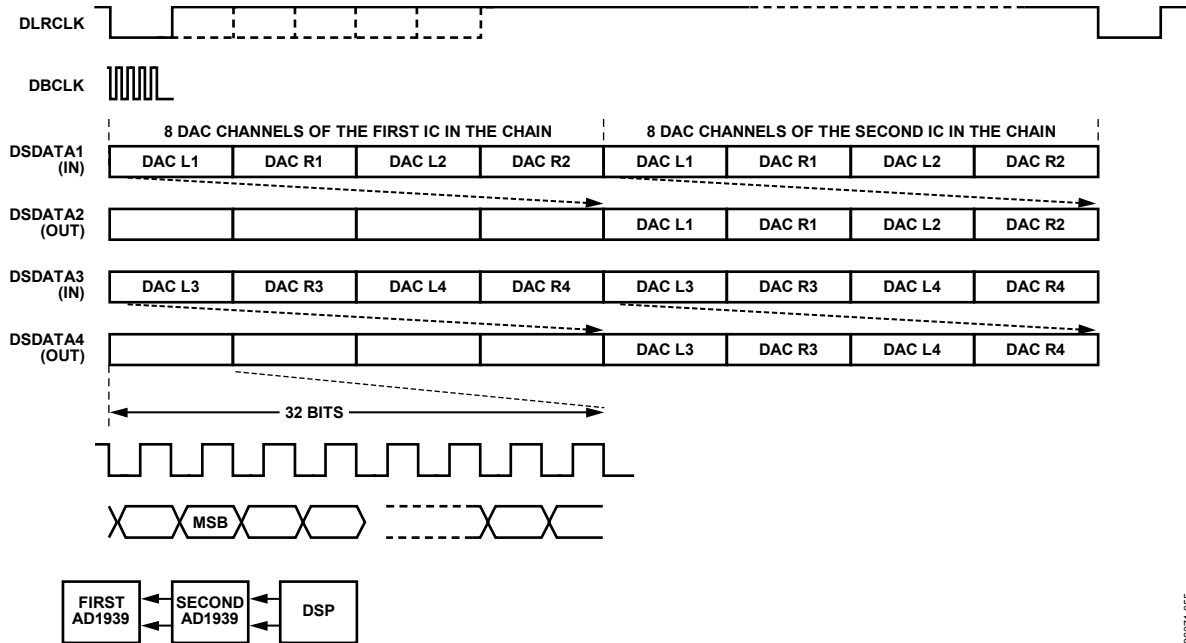 DLRCLK
DBCLK
8 DAC CHANNELS OF THE FIRST IC IN THE CHAIN
8 DAC CHANNELS OF THE SECOND IC IN THE CHAIN
DSDATA1
(IN)
DAC L1
DAC R1
DAC L2
DAC R2
DAC L1
DAC R1
DAC L2
DAC R2
DSDATA2
(OUT)
DAC L1
DAC R1
DAC L2
DAC R2
DSDATA3
(IN)
DAC L3
DAC R3
DAC L4
DAC R4
DAC L3
DAC R3
DAC L4
DAC R4
DSDATA4
(OUT)
DAC L3
DAC R3
DAC L4
DAC R4
32 BITS
MSB
FIRST
AD1939
SECOND
AD1939
DSP